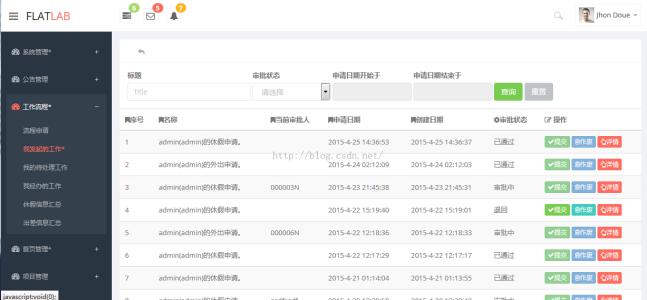 FLATLAB
6
5
7
Jhon Doue
系统管理*
+
公告管理
+
工作流程*
−
流程申请
我发起的工作*
我的待处理工作
我经办的工作
休假信息汇总
出差信息汇总
首页管理*
+
项目管理
+
javascript:void(0);
标题
审批状态
申请日期开始于
申请日期结束于
title
请选择
查询
重置
序号 名称 当前审批人 申请日期 创建日期 审批状态 操作
1 admin(admin)的休假申请。 2015-4-25 14:36:53 2015-4-25 14:36:37 已通过 提交 作废 详情
http://blog.csdn.net/
2 admin(admin)的外出申请。 2015-4-24 02:12:09 2015-4-24 02:12:03 已通过 提交 作废 详情
3 admin(admin)的休假申请。 000003N 2015-4-23 21:45:38 2015-4-23 21:45:31 审批中 提交 作废 详情
4 admin(admin)的休假申请。 2015-4-22 15:19:40 2015-4-22 15:19:01 退回 提交 作废 详情
5 admin(admin)的外出申请。 000006N 2015-4-22 12:18:36 2015-4-22 12:18:33 审批中 提交 作废 详情
6 admin(admin)的休假申请。 2015-4-22 12:17:29 2015-4-22 12:17:17 已通过 提交 作废 详情
7 admin(admin)的休假申请。 2015-4-21 01:14:04 2015-4-21 01:13:55 已通过 提交 作废 详情